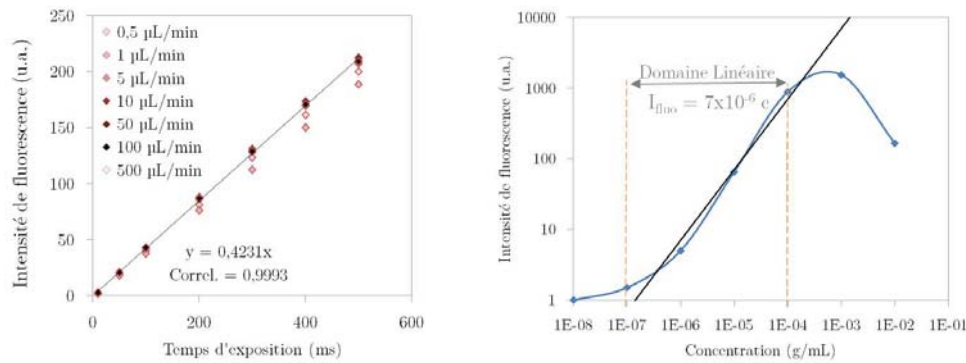 Intensité de fluorescence (u.a.)
250
200
150
100
50
0
0,5 µL/min
1 µL/min
5 µL/min
10 µL/min
50 µL/min
100 µL/min
500 µL/min
y = 0,4231x
Correl. = 0,9993
0
200
400
600
Temps d'exposition (ms)
Intensité de fluorescence (u.a.)
10000
1000
100
10
1
Domaine Linéaire
I_fluo = 7x10⁻⁶ c
1E-08
1E-07
1E-06
1E-05
1E-04
1E-03
1E-02
Concentration (g/mL)